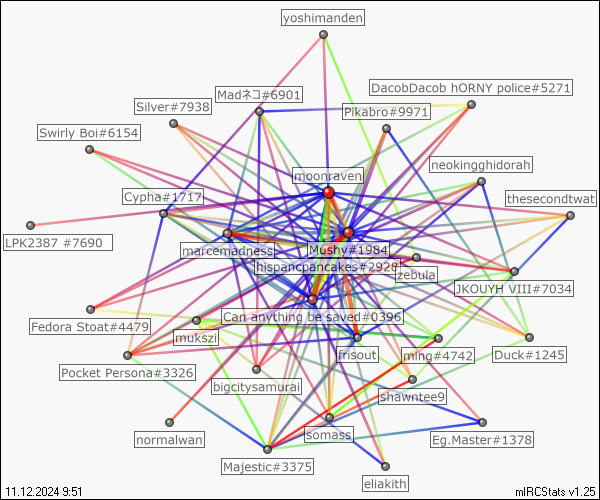 yoshimanden
DacobDacob hORNY police#5271
Madネコ#6901
Silver#7938
Pikabro#9971
Swirly Boi#6154
neokingghidorah
moonraven
Cypha#1717
thesecondtwat
LPK2387 #7690
marcemadness
Mushy#1984
hispancpancakes#2928
zebula
JKOUYH VIII#7034
Can anything be saved#0396
Fedora Stoat#4479
mukszi
frisout
ming#4742
Duck#1245
Pocket Persona#3326
bigcitysamurai
shawntee9
normalwan
somass
Eg.Master#1378
Majestic#3375
eliakith
11.12.2024 9:51
mIRCStats v1.25